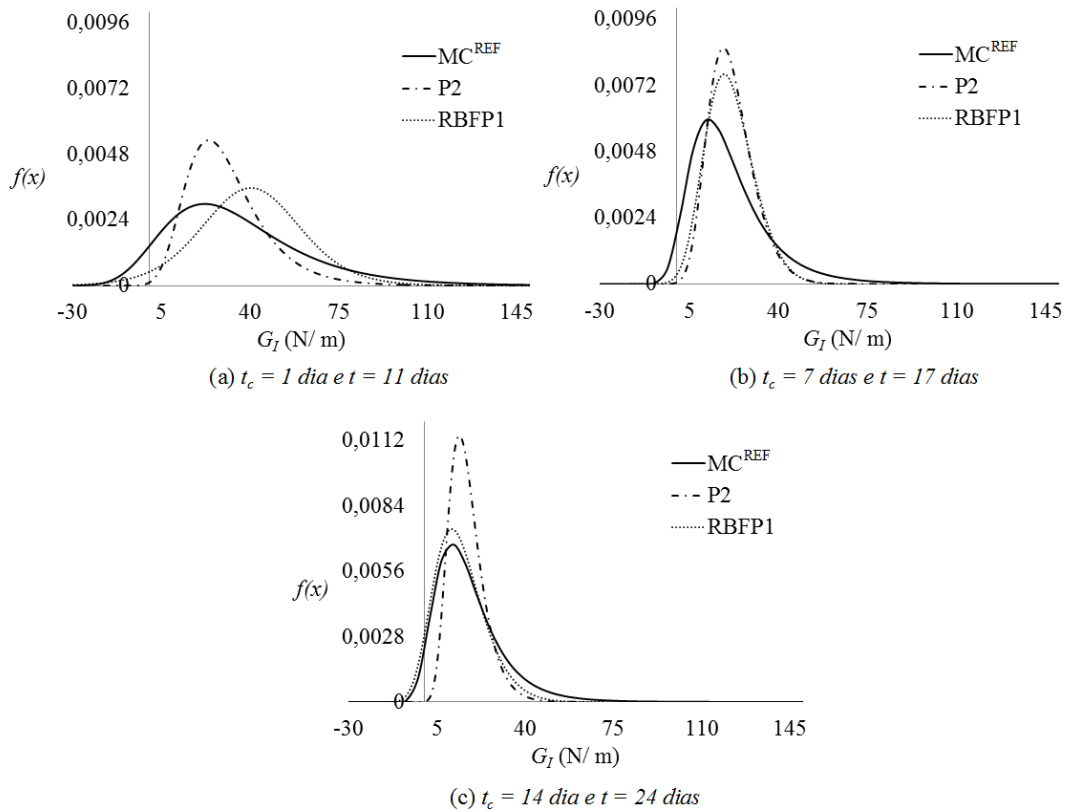 0,0096
0,0072
0,0048
f(x)
0,0024
0
-30 5 40 75 110 145
G_I (N/ m)
MC^REF
P2
RBFP1
(a) t_c = 1 dia e t = 11 dias
0,0096
0,0072
0,0048
f(x)
0,0024
0
-30 5 40 75 110 145
G_I (N/ m)
MC^REF
P2
RBFP1
(b) t_c = 7 dias e t = 17 dias
0,0112
0,0084
0,0056
f(x)
0,0028
0
-30 5 40 75 110 145
G_I (N/ m)
MC^REF
P2
RBFP1
(c) t_c = 14 dia e t = 24 dias